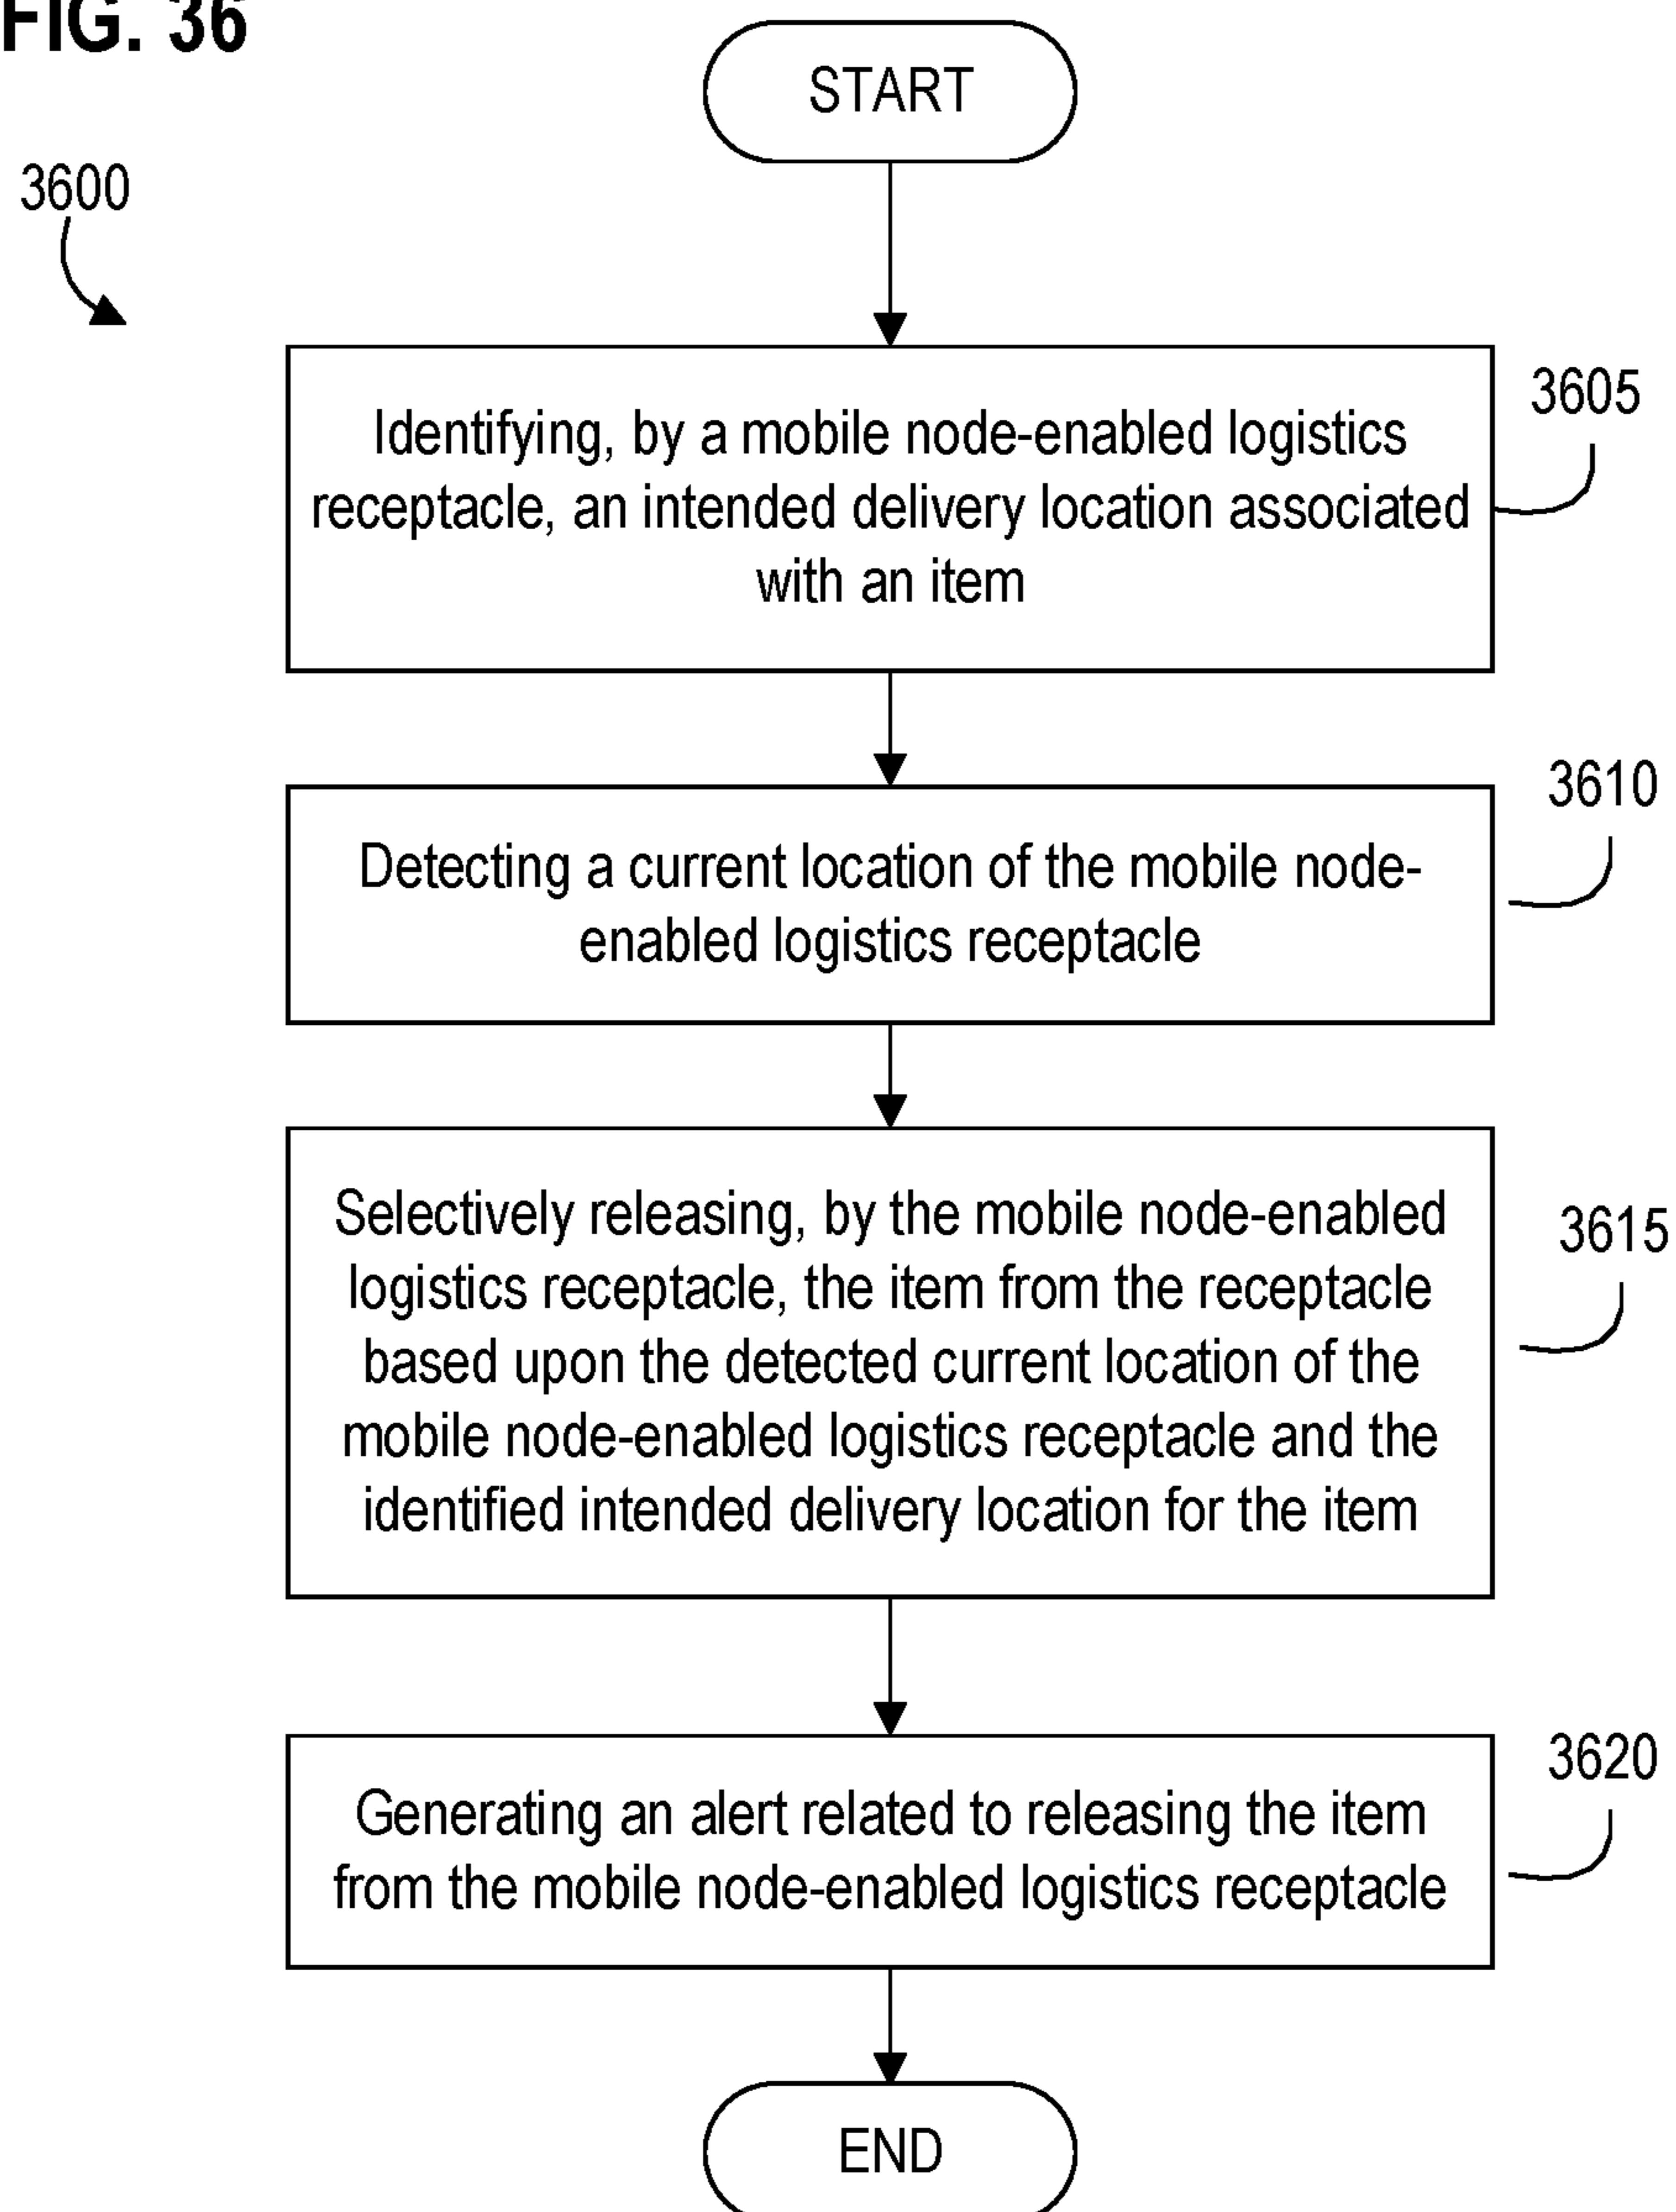 FIG. 36
START
3600
3605
Identifying, by a mobile node-enabled logistics
receptacle, an intended delivery location associated
with an item
3610
Detecting a current location of the mobile node-
enabled logistics receptacle
3615
Selectively releasing, by the mobile node-enabled
logistics receptacle, the item from the receptacle
based upon the detected current location of the
mobile node-enabled logistics receptacle and the
identified intended delivery location for the item
3620
Generating an alert related to releasing the item
from the mobile node-enabled logistics receptacle
END